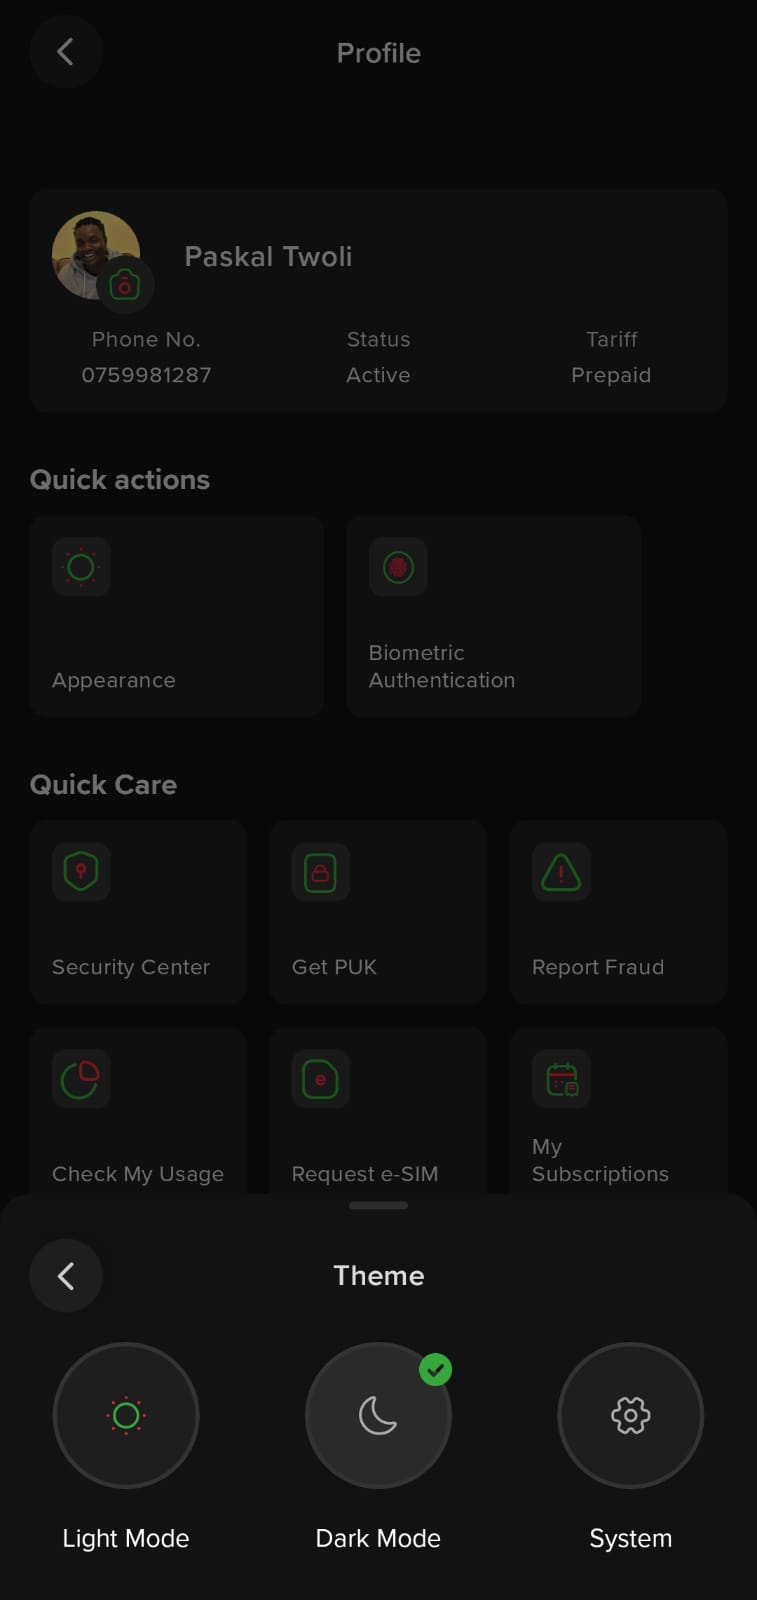 Profile
Paskal Twoli
Phone No. Status Tariff
0759981287 Active Prepaid
Quick actions
Appearance
Biometric
Authentication
Quick Care
Security Center
Get PUK
Report Fraud
Check My Usage
e
Request e-SIM
My
Subscriptions
Theme
Light Mode
Dark Mode
System